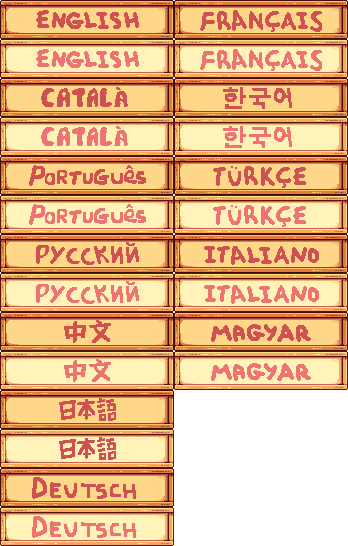 ENGLISH FRANÇAIS
ENGLISH FRANÇAIS
CATALÀ 한국어
CATALÀ 한국어
PORTUGUÊS TÜRKÇE
PORTUGUÊS TÜRKÇE
РУССКИЙ ITALIANO
РУССКИЙ ITALIANO
中文 MAGYAR
中文 MAGYAR
日本語
日本語
DEUTSCH
DEUTSCH